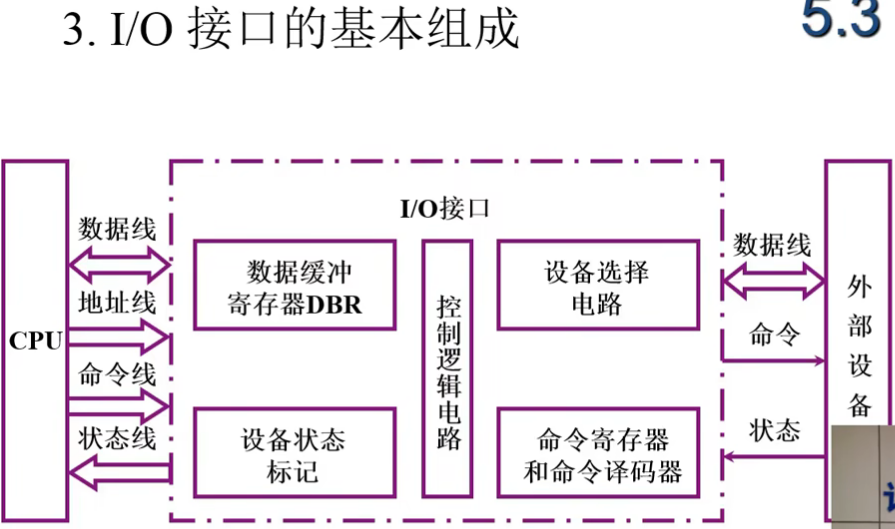 3. I/O 接口的基本组成
5.3
I/O接口
数据线
地址线
命令线
状态线
CPU
数据缓冲
寄存器DBR
设备状态
标记
控制逻辑电路
设备选择
电路
命令寄存器
和命令译码器
数据线
命令
状态
外部设备